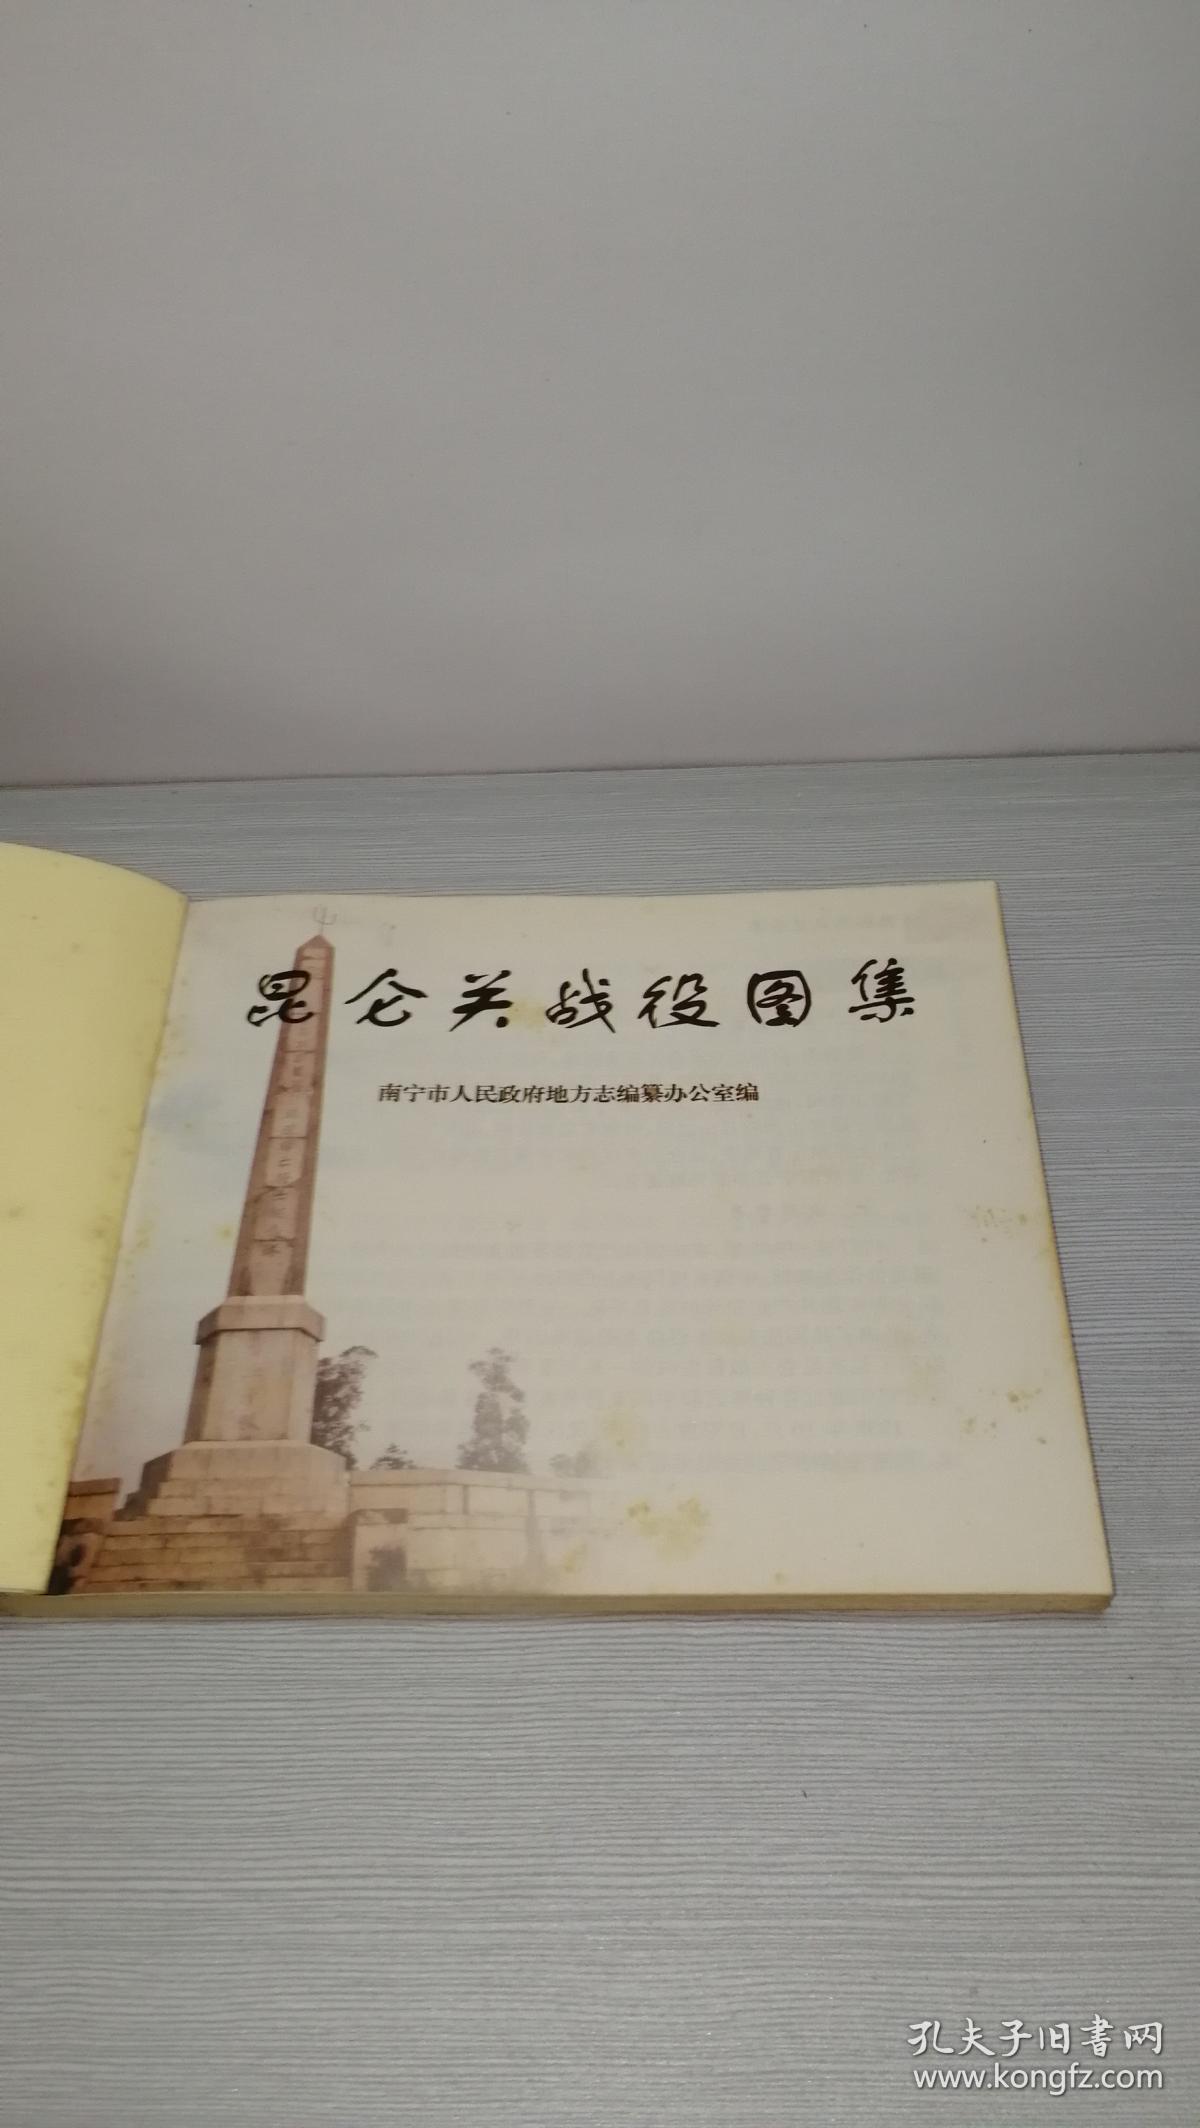 昆仑关战役图集
南宁市人民政府地方志编纂办公室编
孔夫子旧書网
www.kongfz.com